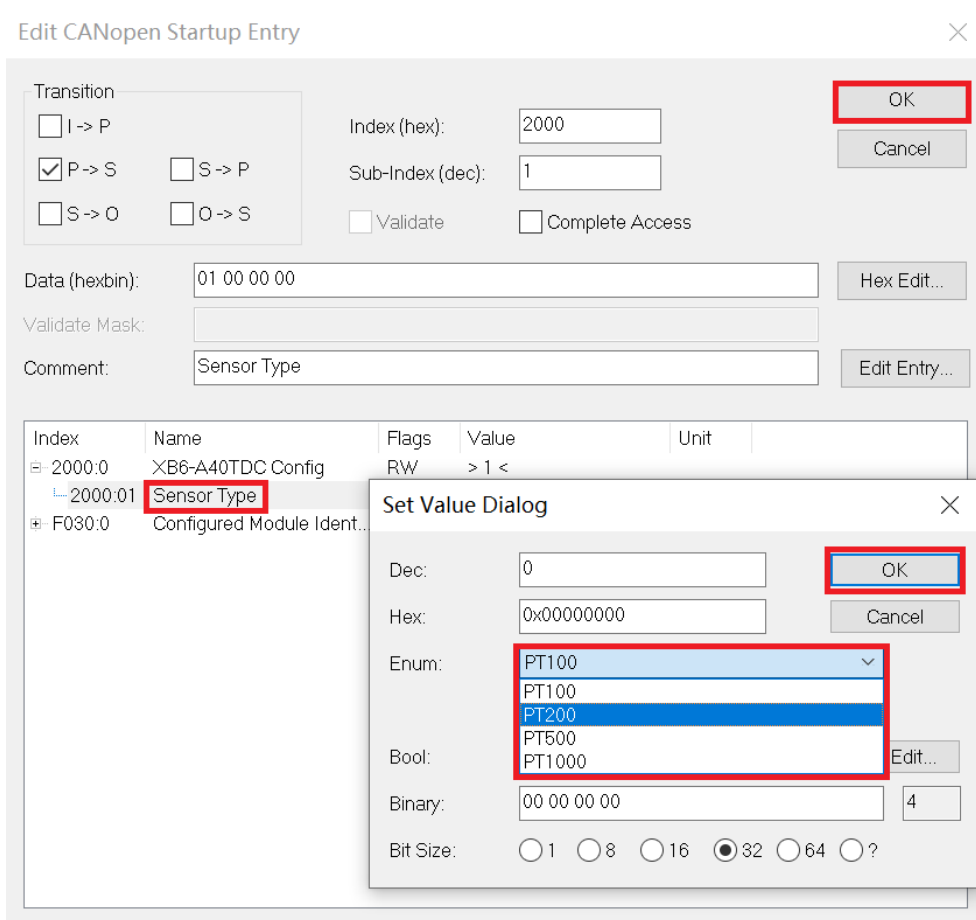 Edit CANopen Startup Entry
Transition
I -> P
P -> S
S -> P
S -> O
O -> S
Index (hex):
2000
Sub-Index (dec):
1
Validate
Complete Access
OK
Cancel
Data (hexbin):
01 00 00 00
Hex Edit...
Validate Mask:
Comment:
Sensor Type
Edit Entry...
Index Name Flags Value Unit
2000:0 XB6-A40TDC Config RW > 1 <
2000:01 Sensor Type
F030:0 Configured Module Ident...
Set Value Dialog
Dec:
0
OK
Hex:
0x00000000
Cancel
Enum:
PT100
PT100
PT200
PT500
PT1000
Bool:
Edit...
Binary:
00 00 00 00
4
Bit Size:
1 8 16 32 64 ?